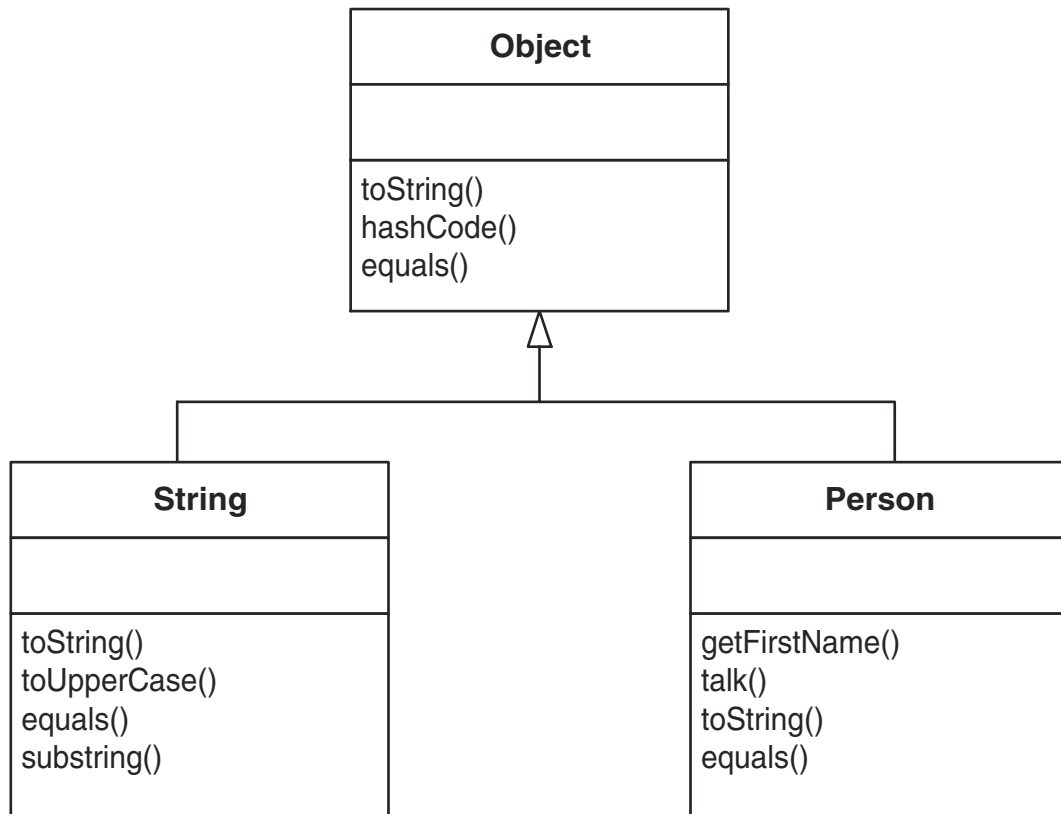 Object
toString()
hashCode()
equals()
String
toString()
toUpperCase()
equals()
substring()
Person
getFirstName()
talk()
toString()
equals()